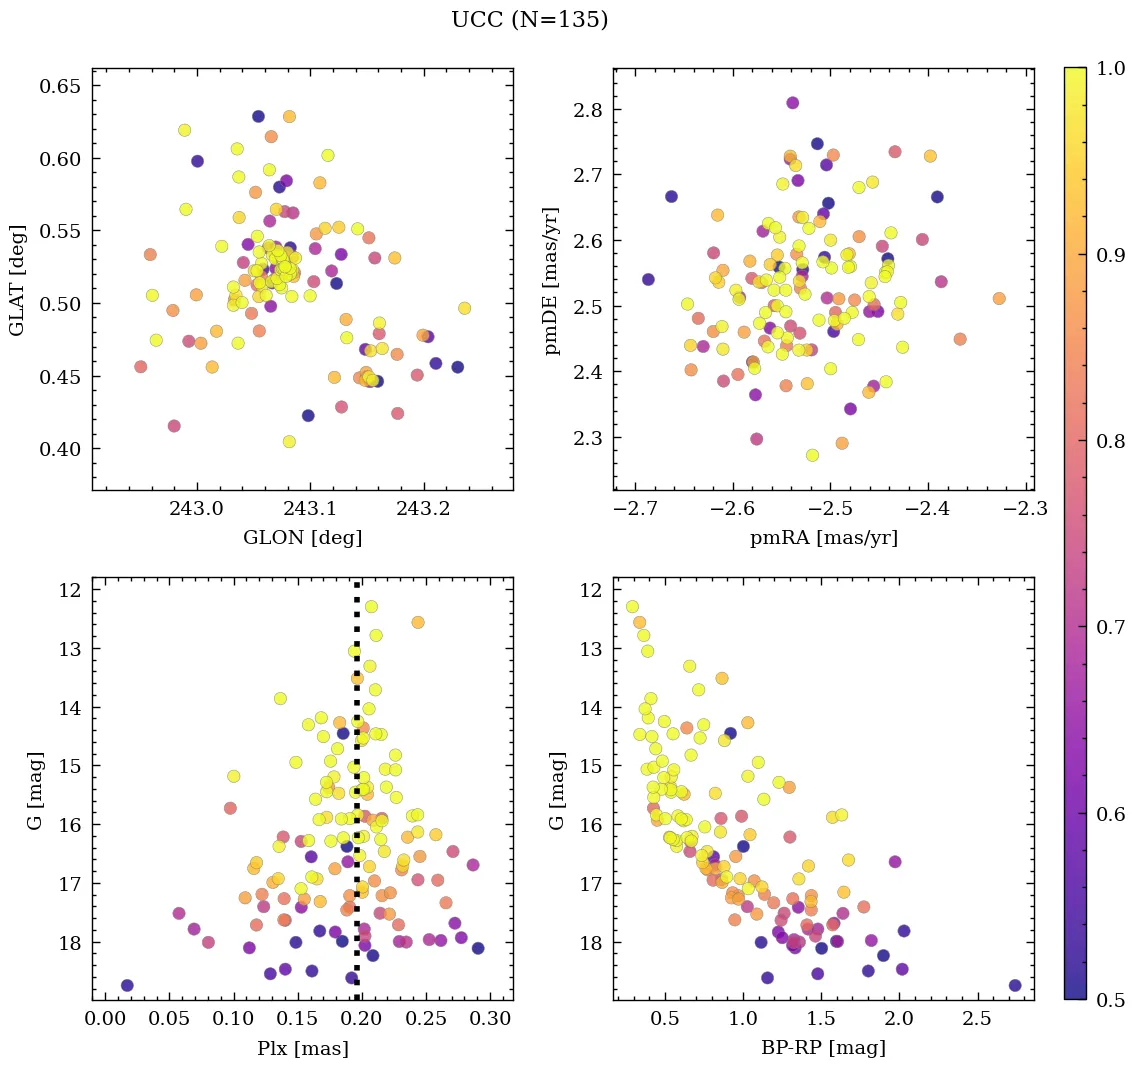 UCC (N=135)
0.65
0.60
0.55
0.50
0.45
0.40
GLAT [deg]
243.0 243.1 243.2
GLON [deg]
2.8
2.7
2.6
2.5
2.4
2.3
pmDE [mas/yr]
−2.7 −2.6 −2.5 −2.4 −2.3
pmRA [mas/yr]
12
13
14
15
16
17
18
G [mag]
0.00 0.05 0.10 0.15 0.20 0.25 0.30
Plx [mas]
12
13
14
15
16
17
18
G [mag]
0.5 1.0 1.5 2.0 2.5
BP-RP [mag]
1.0
0.9
0.8
0.7
0.6
0.5